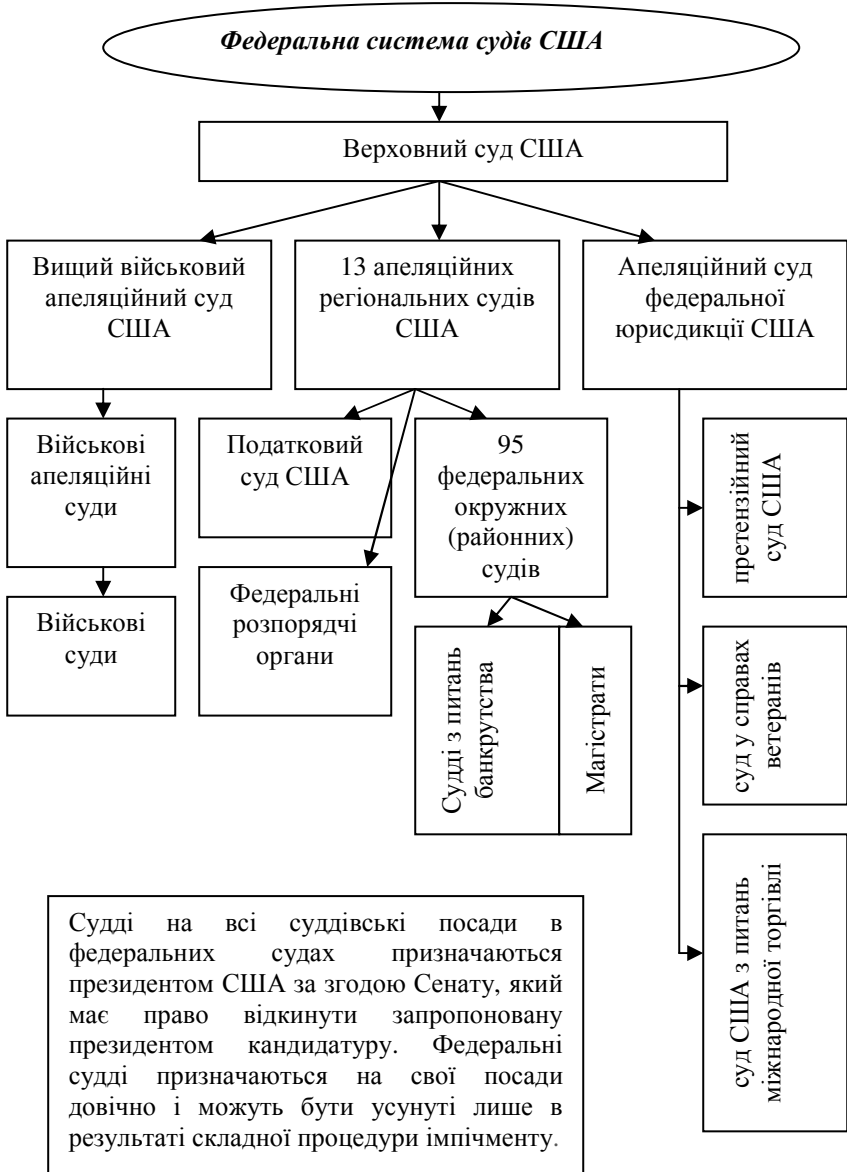 Федеральна система судів США
Верховний суд США
Вищий військовий
апеляційний суд
США
13 апеляційних
регіональних судів
США
Апеляційний суд
федеральної
юрисдикції США
Військові
апеляційні
суди
Військові
суди
Податковий
суд США
Федеральні
розпорядчі
органи
95
федеральних
окружних
(районних)
судів
Судді з питань
банкрутства
Магістрати
претензійний
суд США
суд у справах
ветеранів
суд США з питань
міжнародної торгівлі
Судді на всі суддівські посади в
федеральних судах призначаються
президентом США за згодою Сенату, який
має право відкинути запропоновану
президентом кандидатуру. Федеральні
судді призначаються на свої посади
довічно і можуть бути усунуті лише в
результаті складної процедури імпічменту.